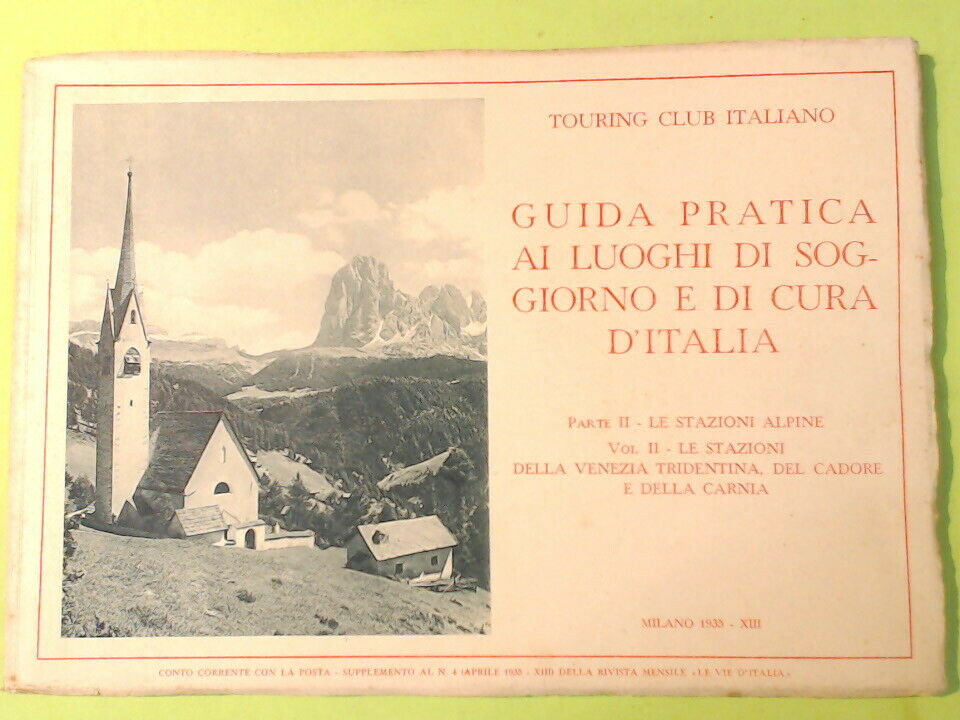 TOURING CLUB ITALIANO
GUIDA PRATICA
AI LUOGHI DI SOG-
GIORNO E DI CURA
D'ITALIA
PARTE II - LE STAZIONI ALPINE
VOL. II - LE STAZIONI
DELLA VENEZIA TRIDENTINA, DEL CADORE
E DELLA CARNIA
MILANO 1935 - XIII
CONTO CORRENTE CON LA POSTA - SUPPLEMENTO AL N. 4 (APRILE 1935 - XIII) DELLA RIVISTA MENSILE «LE VIE D'ITALIA»